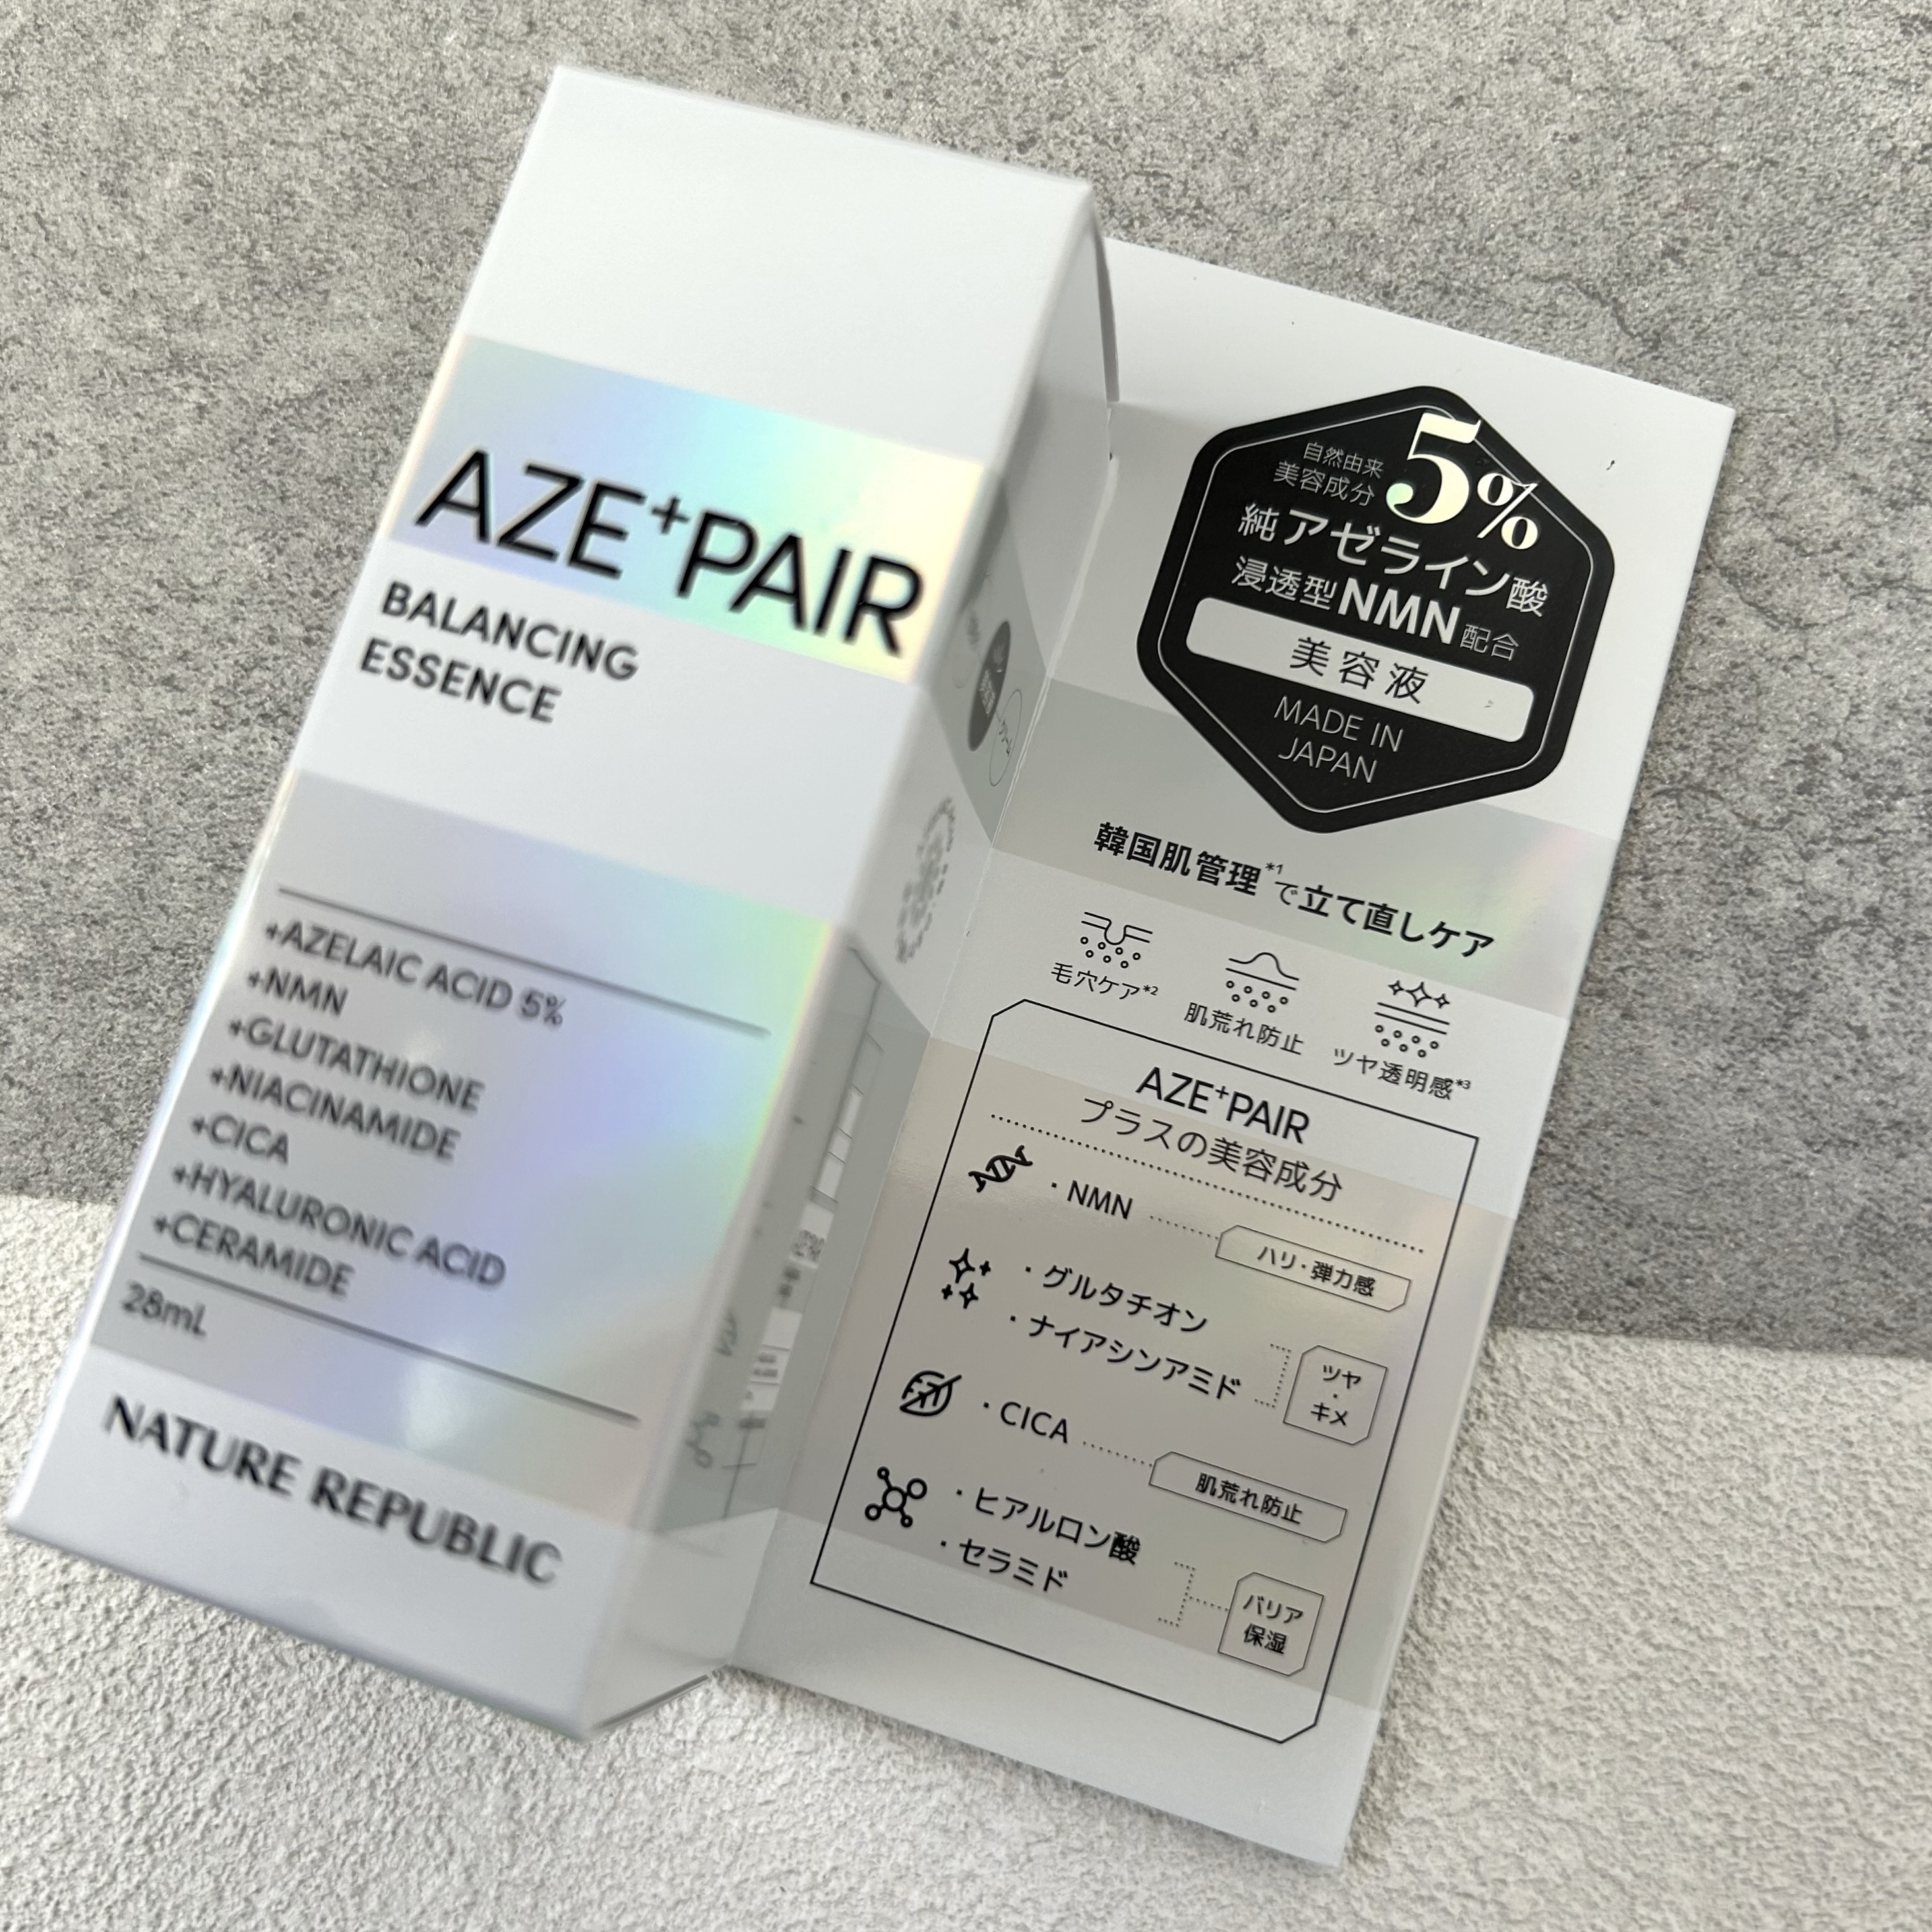 AZE+PAIR
BALANCING
ESSENCE
+AZELAIC ACID 5%
+NMN
+GLUTATHIONE
+NIACINAMIDE
+CICA
+HYALURONIC ACID
+CERAMIDE
28mL
NATURE REPUBLIC
自然由来
美容成分
5%
純アゼライン酸
浸透型NMN配合
美容液
MADE IN
JAPAN
韓国肌管理*1で立て直しケア
毛穴ケア*2
肌荒れ防止
ツヤ透明感*3
AZE+PAIR
プラスの美容成分
・NMN
ハリ・弾力感
・グルタチオン
・ナイアシンアミド
ツヤ
・
キメ
・CICA
肌荒れ防止
・ヒアルロン酸
・セラミド
バリア
保湿